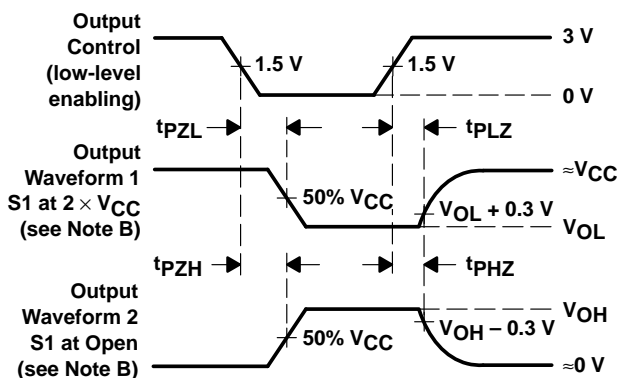 Output
Control
(low-level
enabling)
1.5 V
1.5 V
3 V
0 V
tPZL
tPLZ
Output
Waveform 1
S1 at 2 × VCC
(see Note B)
50% VCC
VOL + 0.3 V
≈VCC
VOL
tPZH
tPHZ
Output
Waveform 2
S1 at Open
(see Note B)
50% VCC
VOH − 0.3 V
VOH
≈0 V